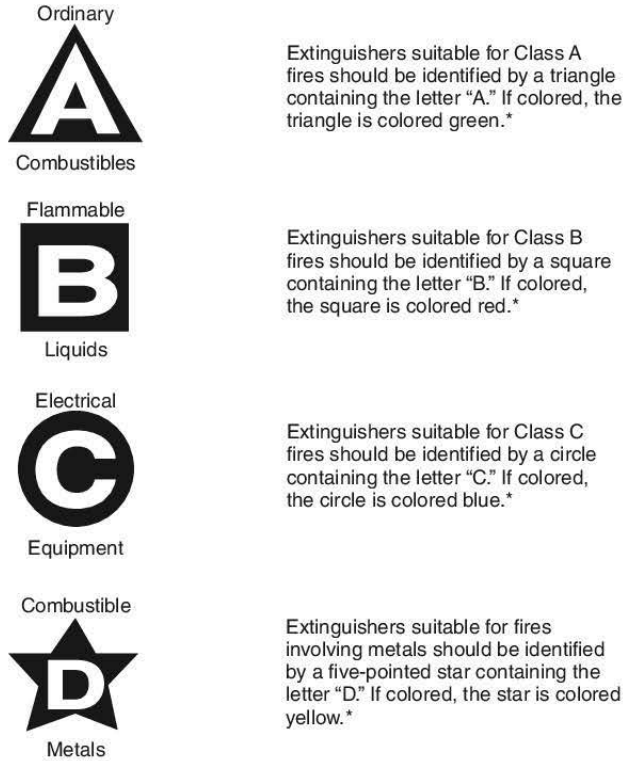 Ordinary
A
Combustibles
Extinguishers suitable for Class A
fires should be identified by a triangle
containing the letter “A.” If colored, the
triangle is colored green.*
Flammable
B
Liquids
Extinguishers suitable for Class B
fires should be identified by a square
containing the letter “B.” If colored,
the square is colored red.*
Electrical
C
Equipment
Extinguishers suitable for Class C
fires should be identified by a circle
containing the letter “C.” If colored,
the circle is colored blue.*
Combustible
D
Metals
Extinguishers suitable for fires
involving metals should be identified
by a five-pointed star containing the
letter “D.” If colored, the star is colored
yellow.*